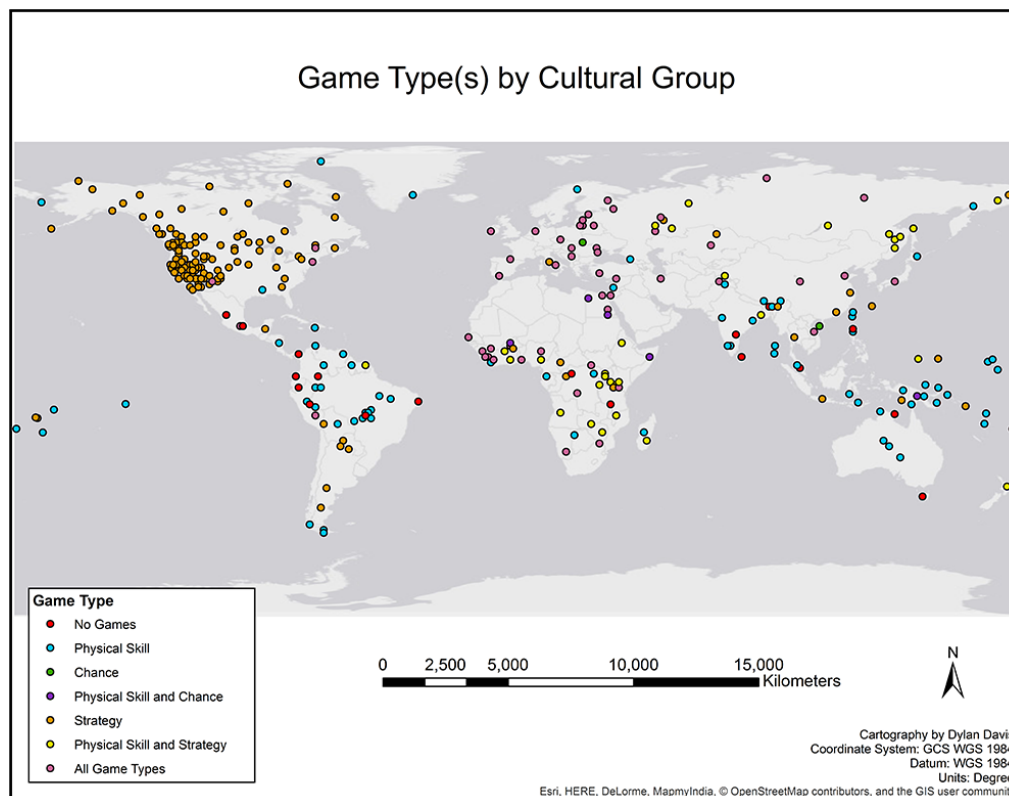 Game Type(s) by Cultural Group
Game Type
No Games
Physical Skill
Chance
Physical Skill and Chance
Strategy
Physical Skill and Strategy
All Game Types
0 2,500 5,000 10,000 15,000
Kilometers
N
Cartography by Dylan Davis
Coordinate System: GCS WGS 1984
Datum: WGS 1984
Units: Degree
Esri, HERE, DeLorme, MapmyIndia, © OpenStreetMap contributors, and the GIS user communit